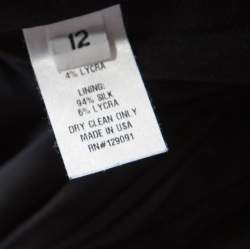 12
4% LYCRA
LINING:
94% SILK
6% LYCRA
DRY CLEAN ONLY
MADE IN USA
RN#129091